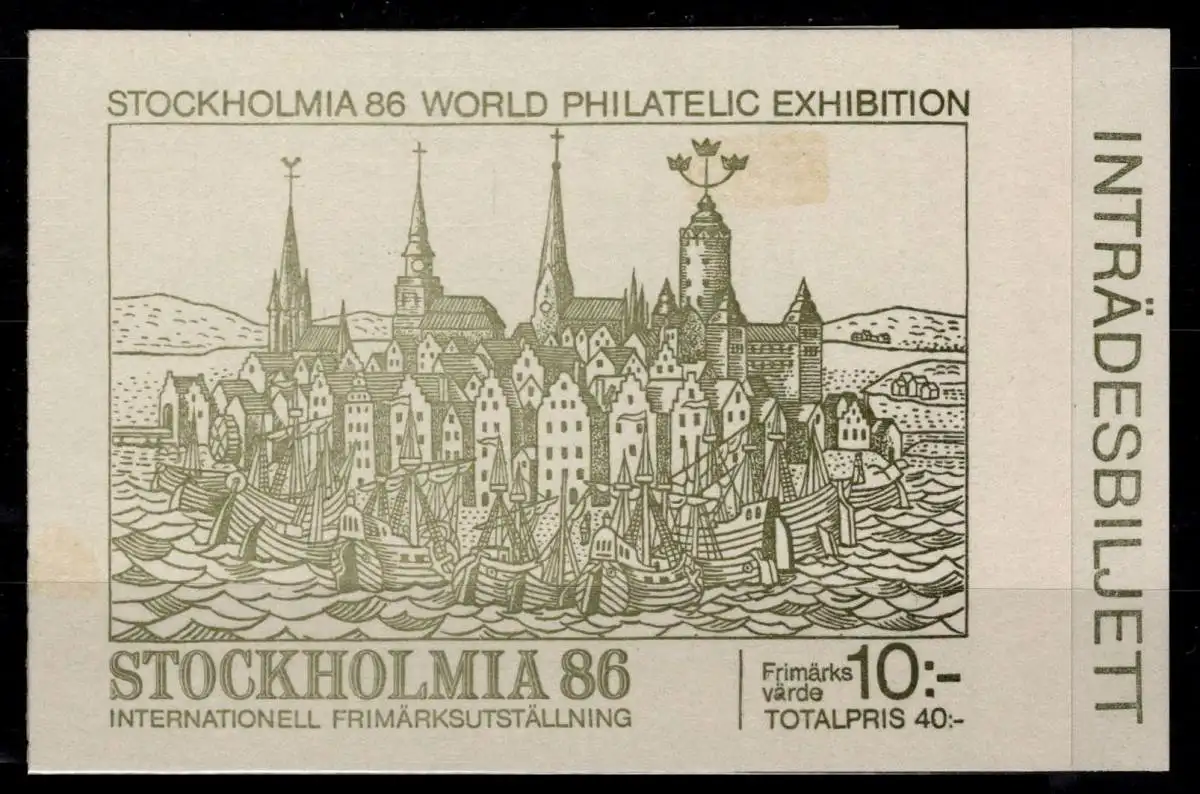 STOCKHOLMIA 86 WORLD PHILATELIC EXHIBITION
STOCKHOLMIA 86
INTERNATIONELL FRIMÄRKSUTSTÄLLNING
Frimärks
värde 10:-
TOTALPRIS 40:-
INTRÄDESBILJETT